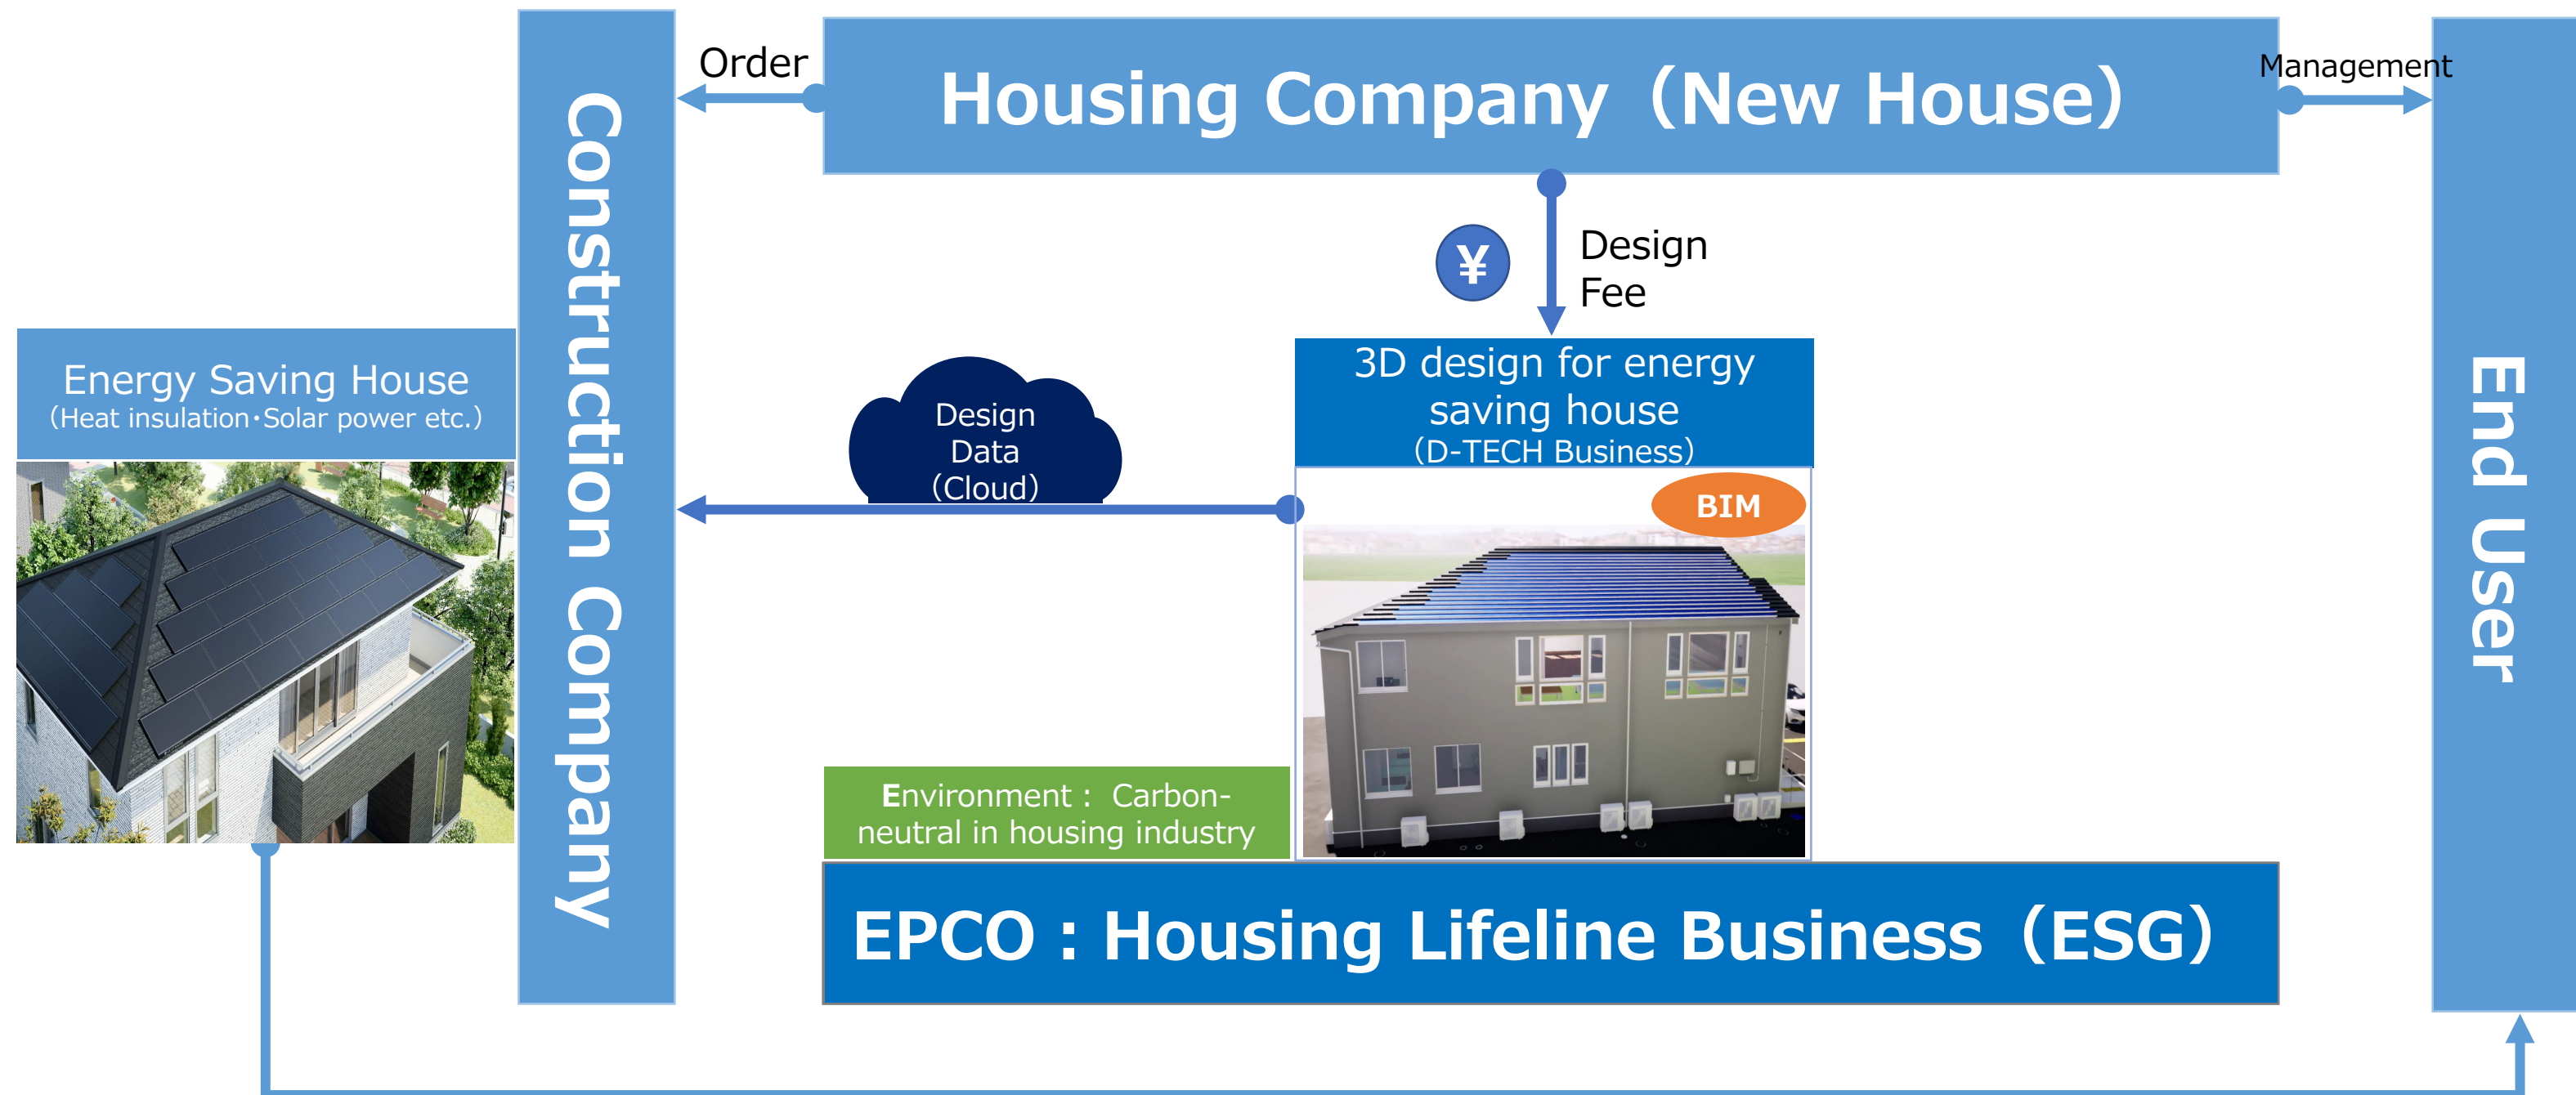 Order
Housing Company（New House）
Management
Construction Company
¥
Design
Fee
End User
Energy Saving House
（Heat insulation・Solar power etc.）
Design
Data
（Cloud）
3D design for energy
saving house
（D-TECH Business）
BIM
Environment : Carbon-
neutral in housing industry
EPCO : Housing Lifeline Business（ESG）